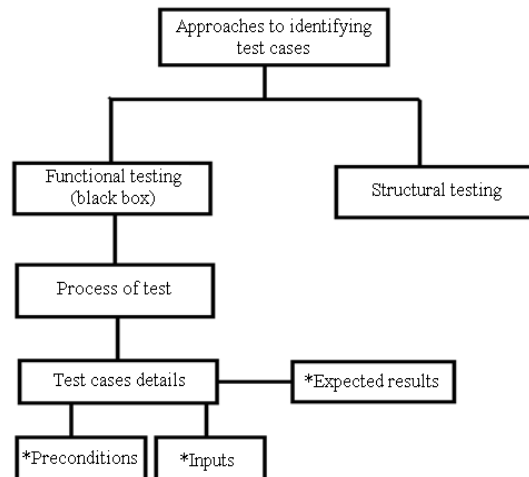 Approaches to identifying
test cases
Functional testing
(black box)
Structural testing
Process of test
Test cases details
*Expected results
*Preconditions
*Inputs